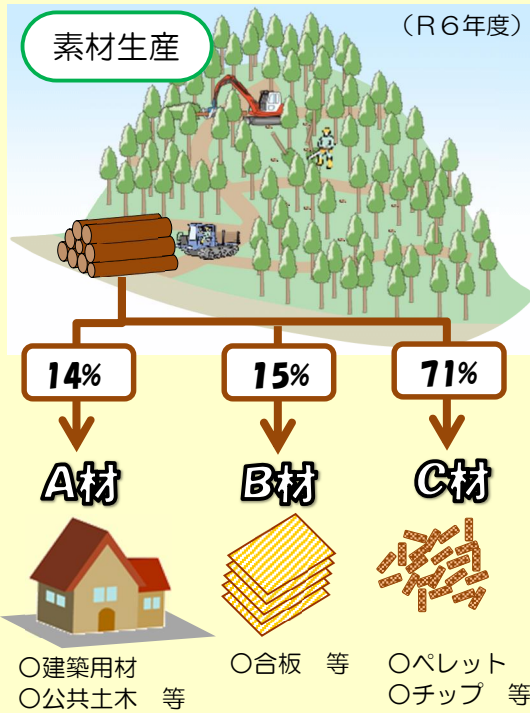 素材生産
(R6年度)
14%
15%
71%
A材
B材
C材
○建築用材
○公共土木 等
○合板 等
○ペレット
○チップ 等